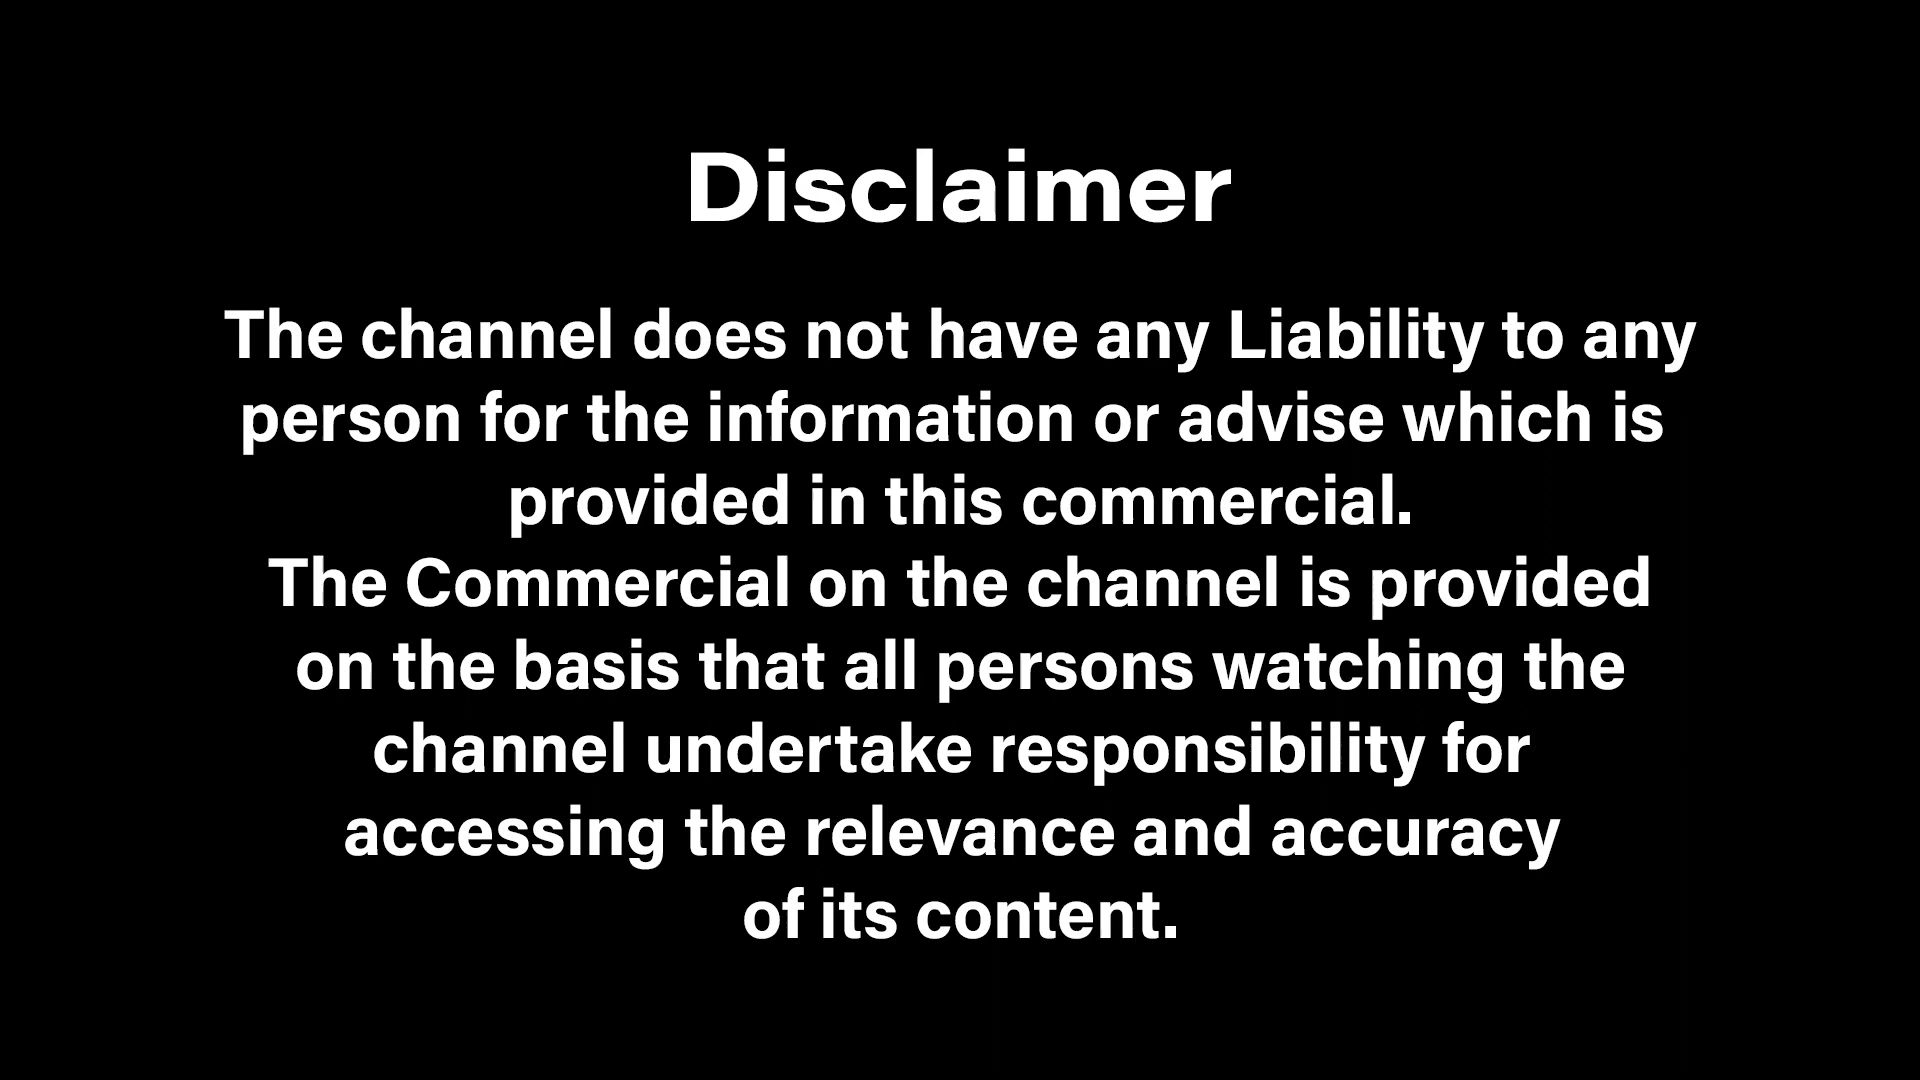 Disclaimer
The channel does not have any Liability to any
person for the information or advise which is
provided in this commercial.
The Commercial on the channel is provided
on the basis that all persons watching the
channel undertake responsibility for
accessing the relevance and accuracy
of its content.